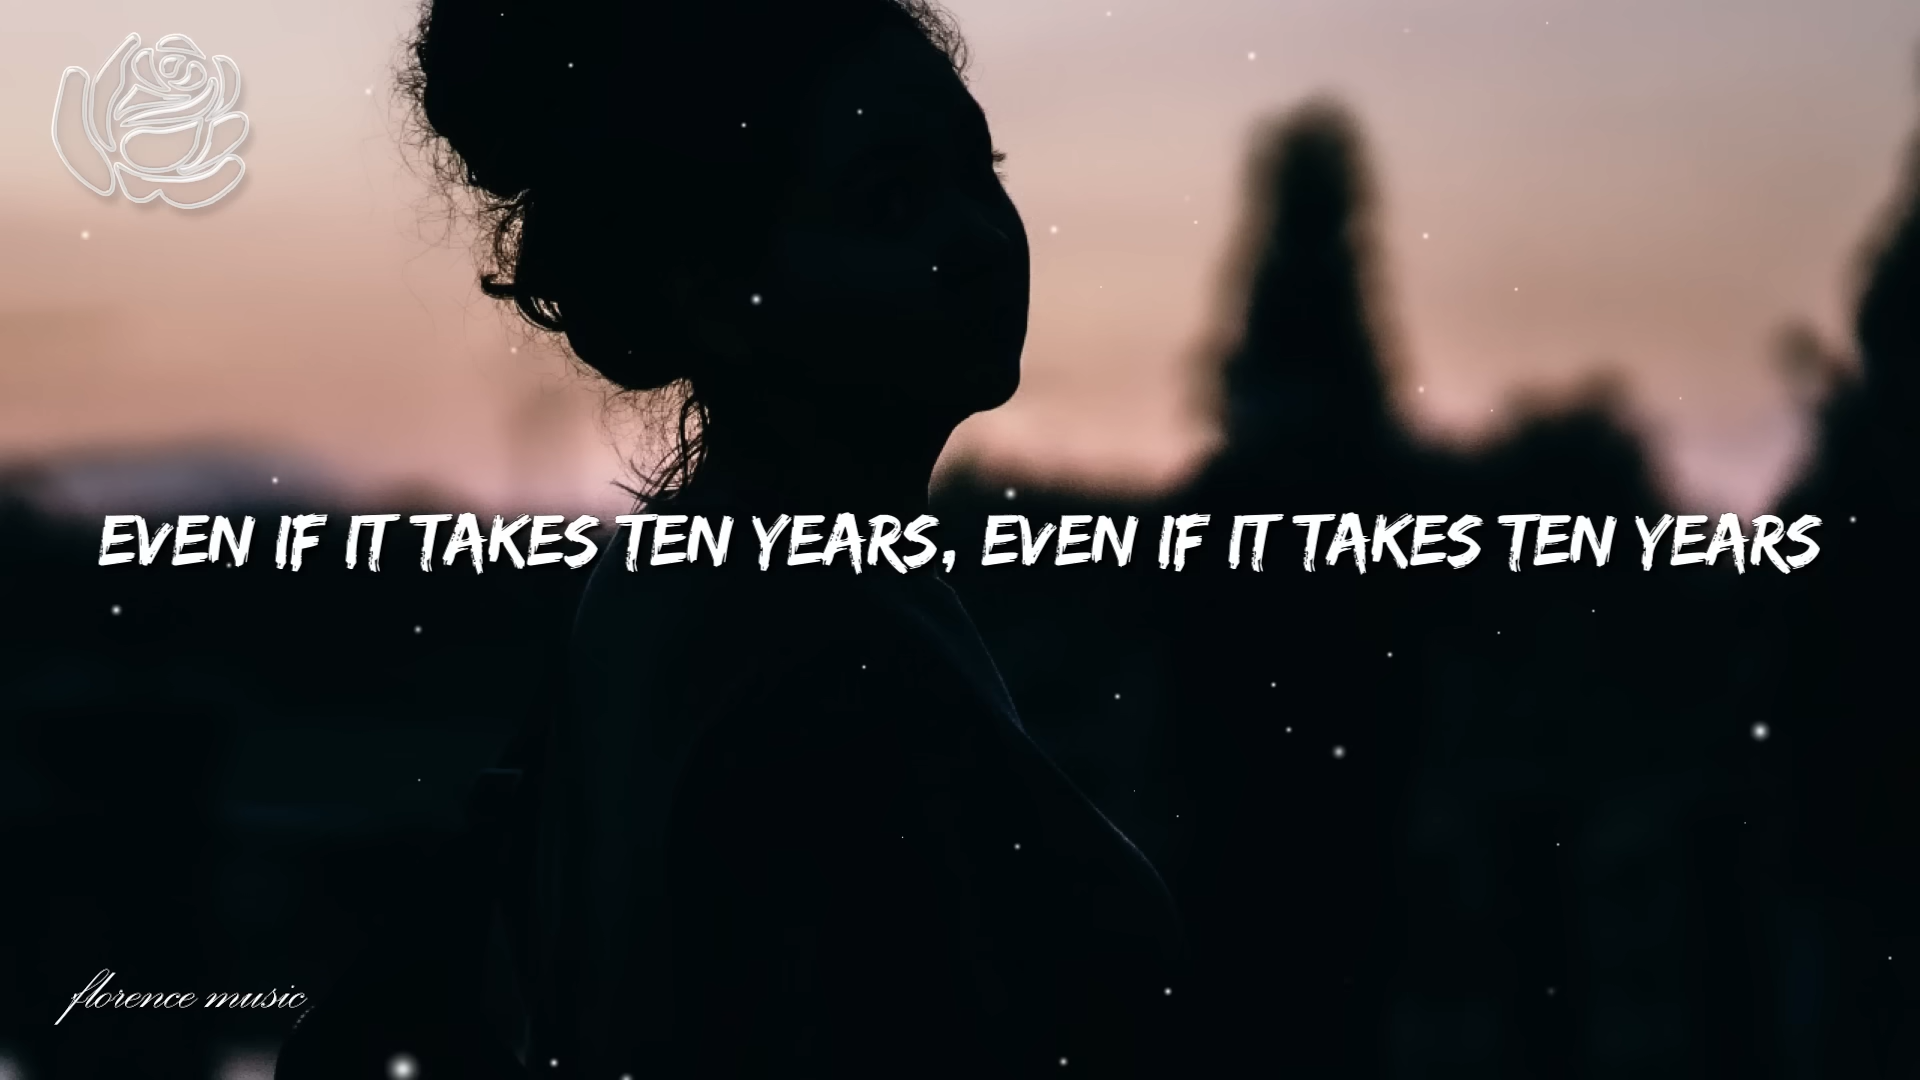 EVEN IF IT TAKES TEN YEARS, EVEN IF IT TAKES TEN YEARS
florence music